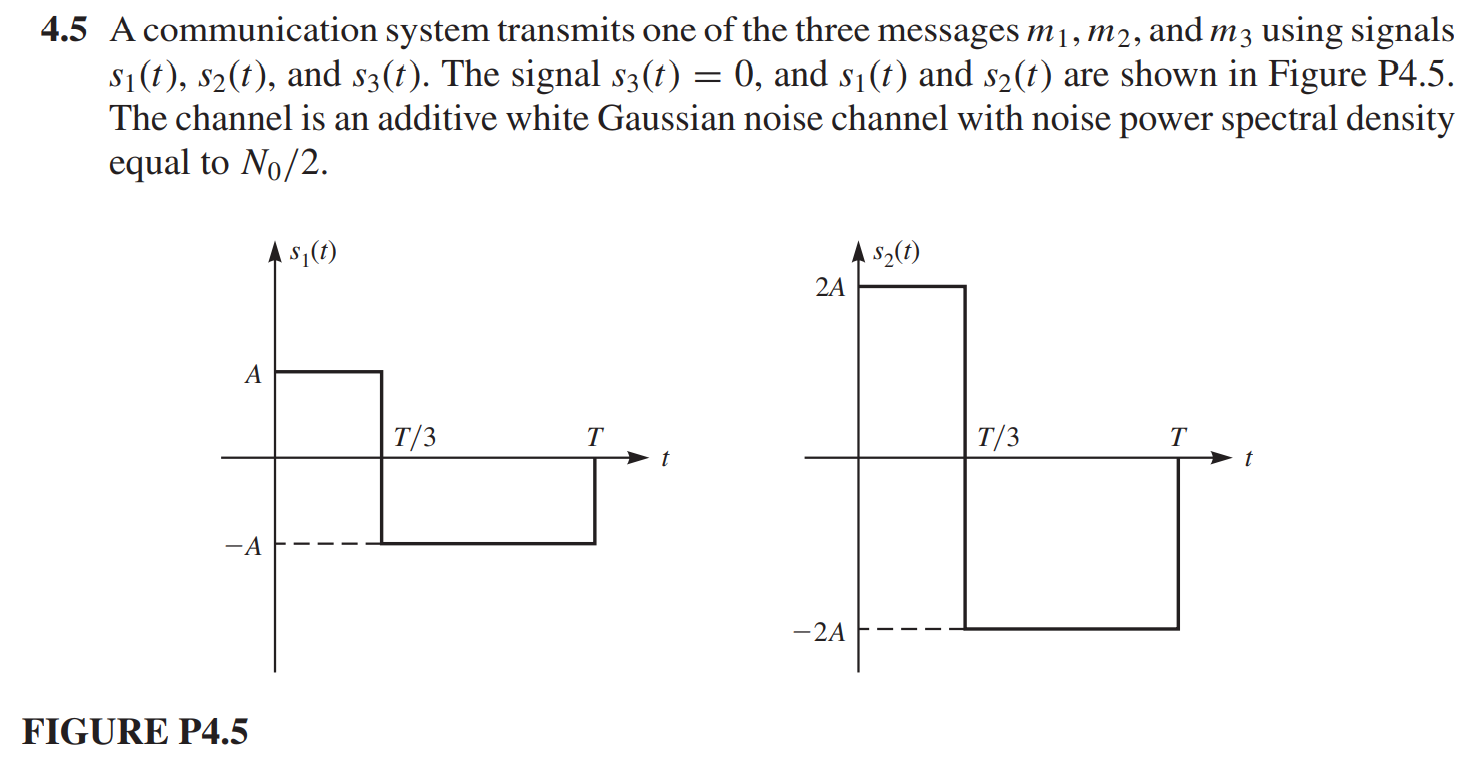 4.5 A communication system transmits one of the three messages m₁, m₂, and m₃ using signals
s₁(t), s₂(t), and s₃(t). The signal s₃(t) = 0, and s₁(t) and s₂(t) are shown in Figure P4.5.
The channel is an additive white Gaussian noise channel with noise power spectral density
equal to N₀/2.
s₁(t)
A
T/3
T
t
−A
s₂(t)
2A
T/3
T
t
−2A
FIGURE P4.5